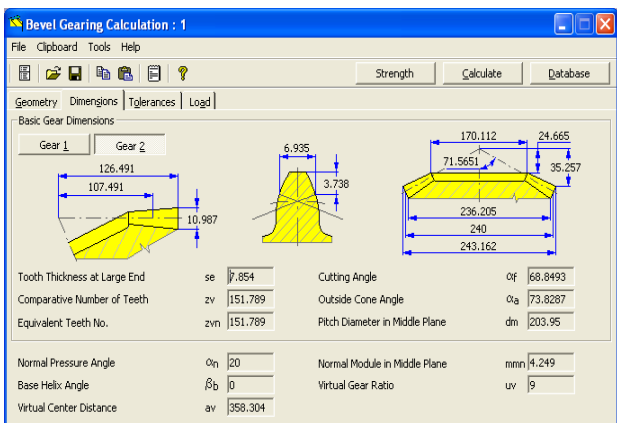 Bevel Gearing Calculation : 1
File Clipboard Tools Help
Strength Calculate Database
Geometry Dimensions Tolerances Load
Basic Gear Dimensions
Gear 1 Gear 2
126.491
107.491
10.987
6.935
3.738
170.112 24.665
71.5651 35.257
236.205
240
243.162
Tooth Thickness at Large End se 7.854 Cutting Angle αf 68.8493
Comparative Number of Teeth zv 151.789 Outside Cone Angle αa 73.8287
Equivalent Teeth No. zvn 151.789 Pitch Diameter in Middle Plane dm 203.95
Normal Pressure Angle αn 20 Normal Module in Middle Plane mmn 4.249
Base Helix Angle βb 0 Virtual Gear Ratio uv 9
Virtual Center Distance av 358.304